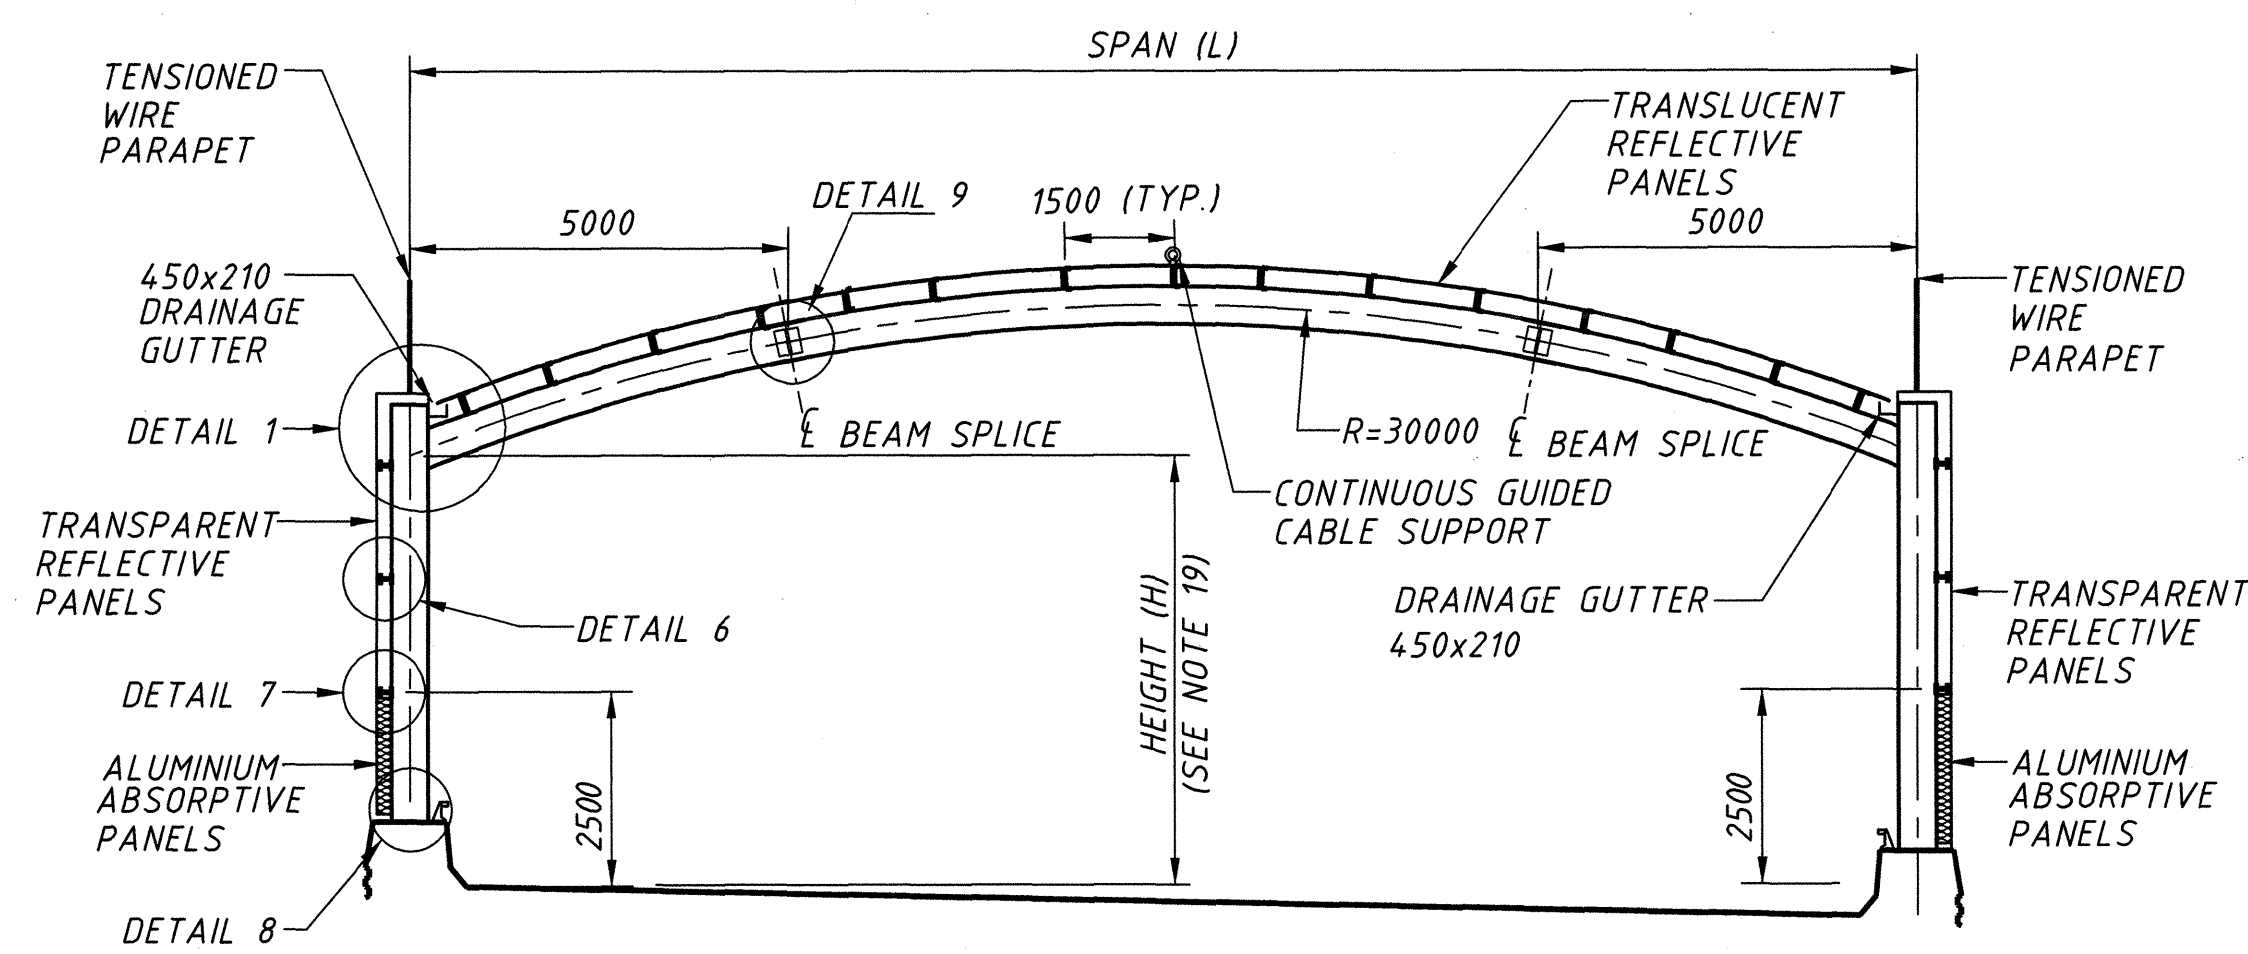 SPAN (L)
TENSIONED
WIRE
PARAPET
TRANSLUCENT
REFLECTIVE
PANELS
DETAIL 9
1500 (TYP.)
5000
5000
450x210
DRAINAGE
GUTTER
TENSIONED
WIRE
PARAPET
DETAIL 1
℄ BEAM SPLICE
R=30000
℄ BEAM SPLICE
CONTINUOUS GUIDED
CABLE SUPPORT
TRANSPARENT
REFLECTIVE
PANELS
DETAIL 6
HEIGHT (H)
(SEE NOTE 19)
DRAINAGE GUTTER
450x210
TRANSPARENT
REFLECTIVE
PANELS
DETAIL 7
2500
2500
ALUMINIUM
ABSORPTIVE
PANELS
ALUMINIUM
ABSORPTIVE
PANELS
DETAIL 8